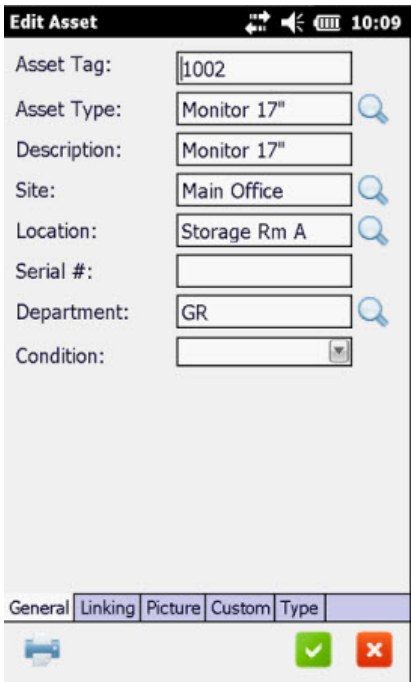 Edit Asset 10:09
Asset Tag: 1002
Asset Type: Monitor 17"
Description: Monitor 17"
Site: Main Office
Location: Storage Rm A
Serial #:
Department: GR
Condition:
General Linking Picture Custom Type